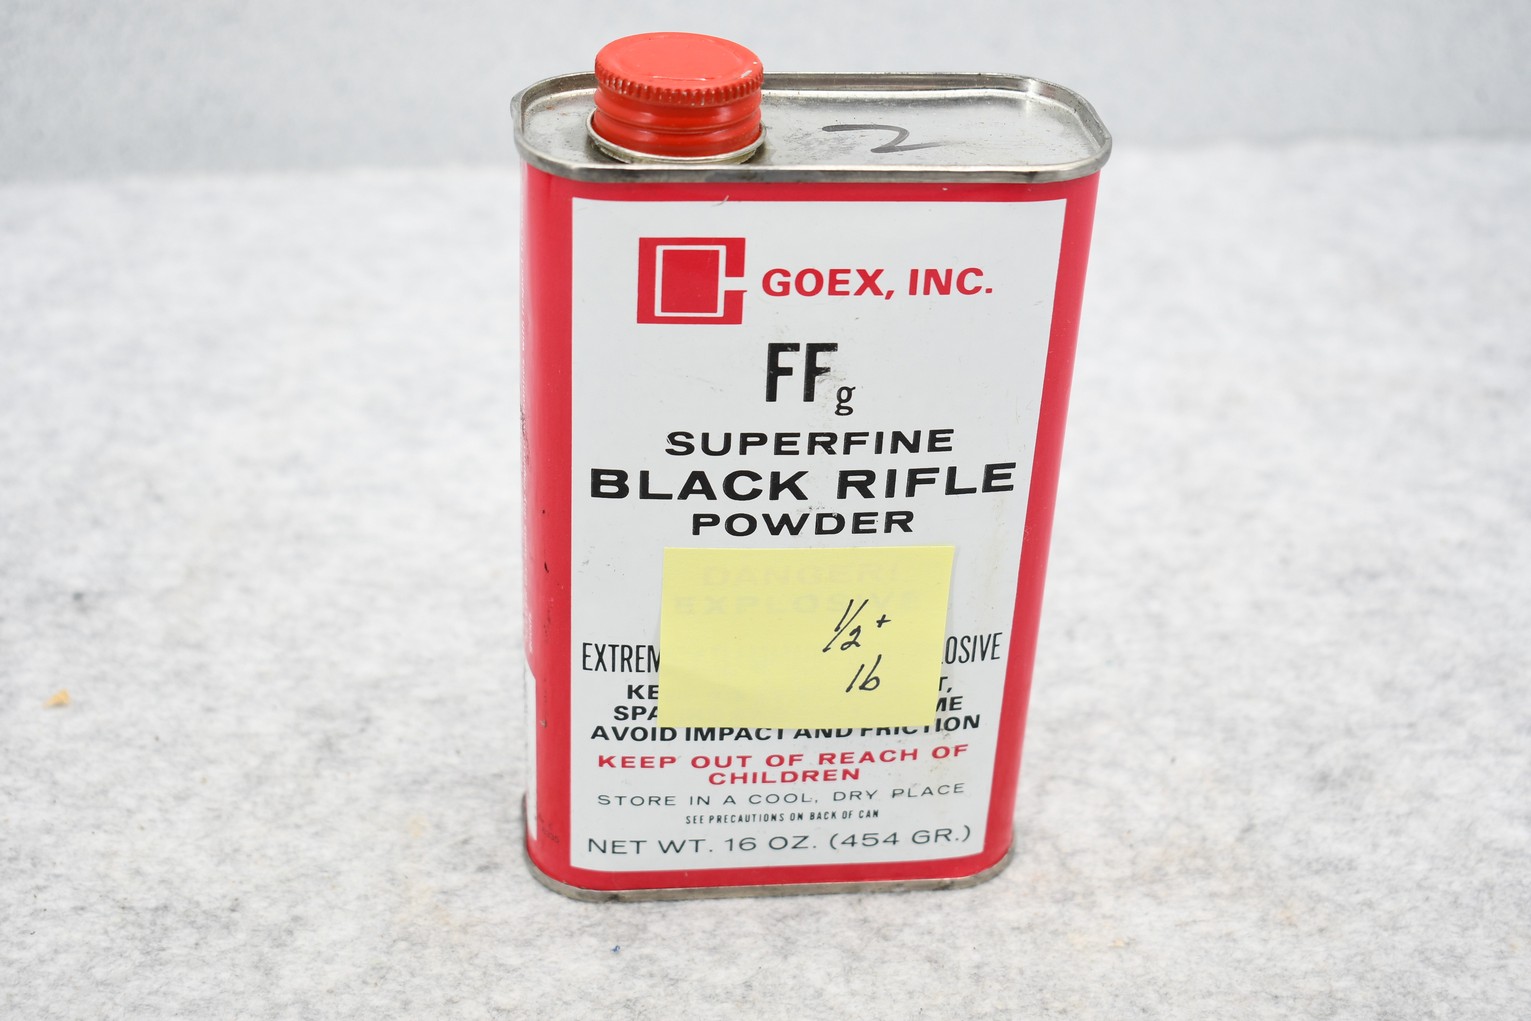 2
GOEX, INC.
FFg
SUPERFINE
BLACK RIFLE
POWDER
DANGER!
EXPLOSIVE
1/2+
lb
EXTREM LOSIVE
KE T,
SPA ME
AVOID IMPACT AND FRICTION
KEEP OUT OF REACH OF
CHILDREN
STORE IN A COOL, DRY PLACE
SEE PRECAUTIONS ON BACK OF CAN
NET WT. 16 OZ. (454 GR.)